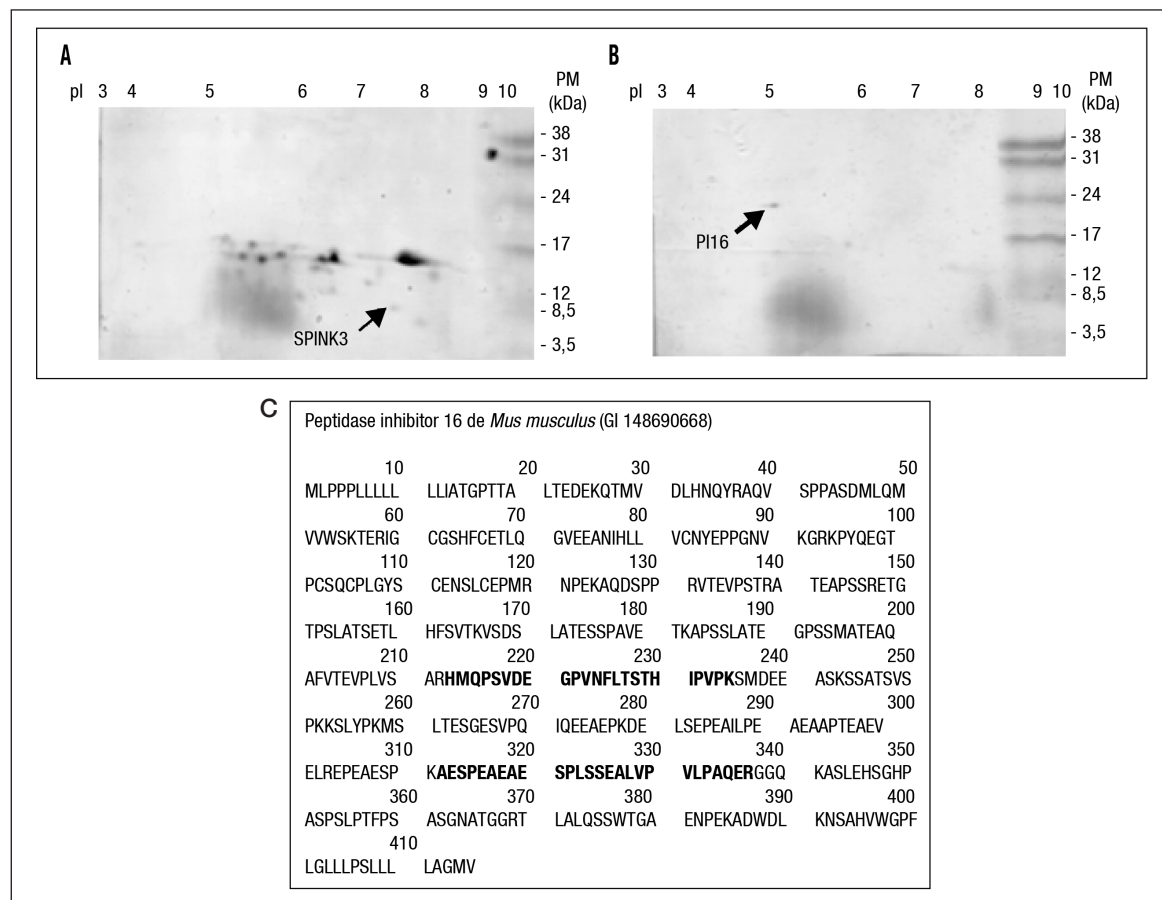 A
pI 3 4 5 6 7 8 9 10 PM (kDa)
- 38
- 31
- 24
- 17
- 12
- 8,5
- 3,5
SPINK3
B
pI 3 4 5 6 7 8 9 10 PM (kDa)
- 38
- 31
- 24
- 17
- 12
- 8,5
- 3,5
PI16
C
Peptidase inhibitor 16 de Mus musculus (GI 148690668)
10 20 30 40 50
MLPPPLLLLL LLIATGPTTA LTEDEKQTMV DLHNQYRAQV SPPASDMLQM
60 70 80 90 100
VVWSKTERIG CGSHFCETLQ GVEEANIHLL VCNYEPPGNV KGRKPYQEGT
110 120 130 140 150
PCSQCPLGYS CENSLCEPMR NPEKAQDSPP RVTEVPSTRA TEAPSSRETG
160 170 180 190 200
TPSLATSETL HFSVTKVSDS LATESSPAVE TKAPSSLATE GPSSMATEAQ
210 220 230 240 250
AFVTEVPLVS ARHMQPSVDE GPVNFLTSTH IPVPKSMDEE ASKSSATSVS
260 270 280 290 300
PKKSLYPKMS LTESGESVPQ IQEEAEPKDE LSEPEAILPE AEAAPTEAEV
310 320 330 340 350
ELREPEAESP KAESPEAEAE SPLSSEALVP VLPAQERGGQ KASLEHSGHP
360 370 380 390 400
ASPSLPTFPS ASGNATGGRT LALQSSWTGA ENPEKADWDL KNSAHVWGPF
410
LGLLLPSLLL LAGMV